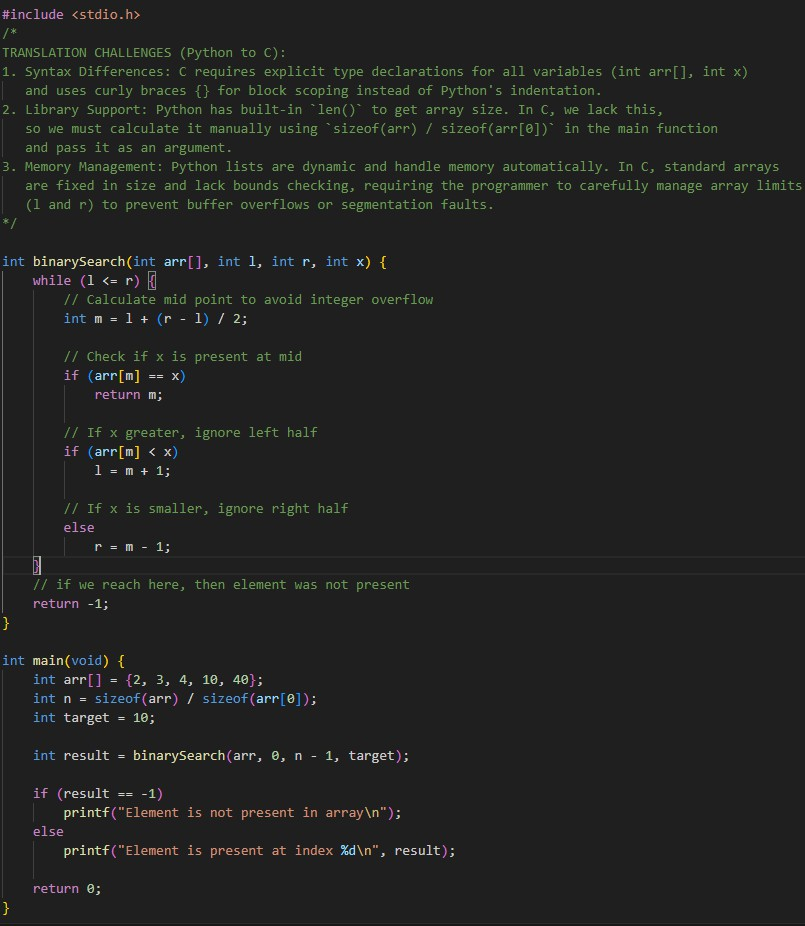 #include <stdio.h>
/*
TRANSLATION CHALLENGES (Python to C):
1. Syntax Differences: C requires explicit type declarations for all variables (int arr[], int x)
   and uses curly braces {} for block scoping instead of Python's indentation.
2. Library Support: Python has built-in `len()` to get array size. In C, we lack this,
   so we must calculate it manually using `sizeof(arr) / sizeof(arr[0])` in the main function
   and pass it as an argument.
3. Memory Management: Python lists are dynamic and handle memory automatically. In C, standard arrays
   are fixed in size and lack bounds checking, requiring the programmer to carefully manage array limits
   (l and r) to prevent buffer overflows or segmentation faults.
*/

int binarySearch(int arr[], int l, int r, int x) {
    while (l <= r) {
        // Calculate mid point to avoid integer overflow
        int m = l + (r - l) / 2;

        // Check if x is present at mid
        if (arr[m] == x)
            return m;

        // If x greater, ignore left half
        if (arr[m] < x)
            l = m + 1;

        // If x is smaller, ignore right half
        else
            r = m - 1;
    }
    // if we reach here, then element was not present
    return -1;
}

int main(void) {
    int arr[] = {2, 3, 4, 10, 40};
    int n = sizeof(arr) / sizeof(arr[0]);
    int target = 10;

    int result = binarySearch(arr, 0, n - 1, target);

    if (result == -1)
        printf("Element is not present in array\n");
    else
        printf("Element is present at index %d\n", result);

    return 0;
}